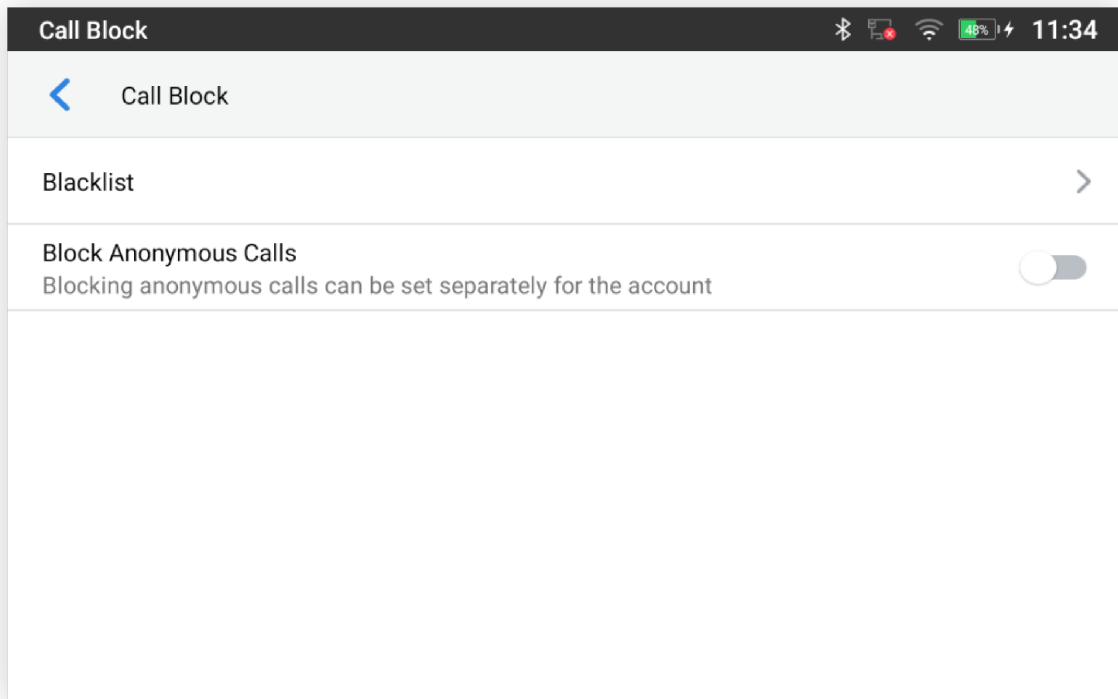 Call Block 48% 11:34
Call Block
Blacklist
Block Anonymous Calls
Blocking anonymous calls can be set separately for the account